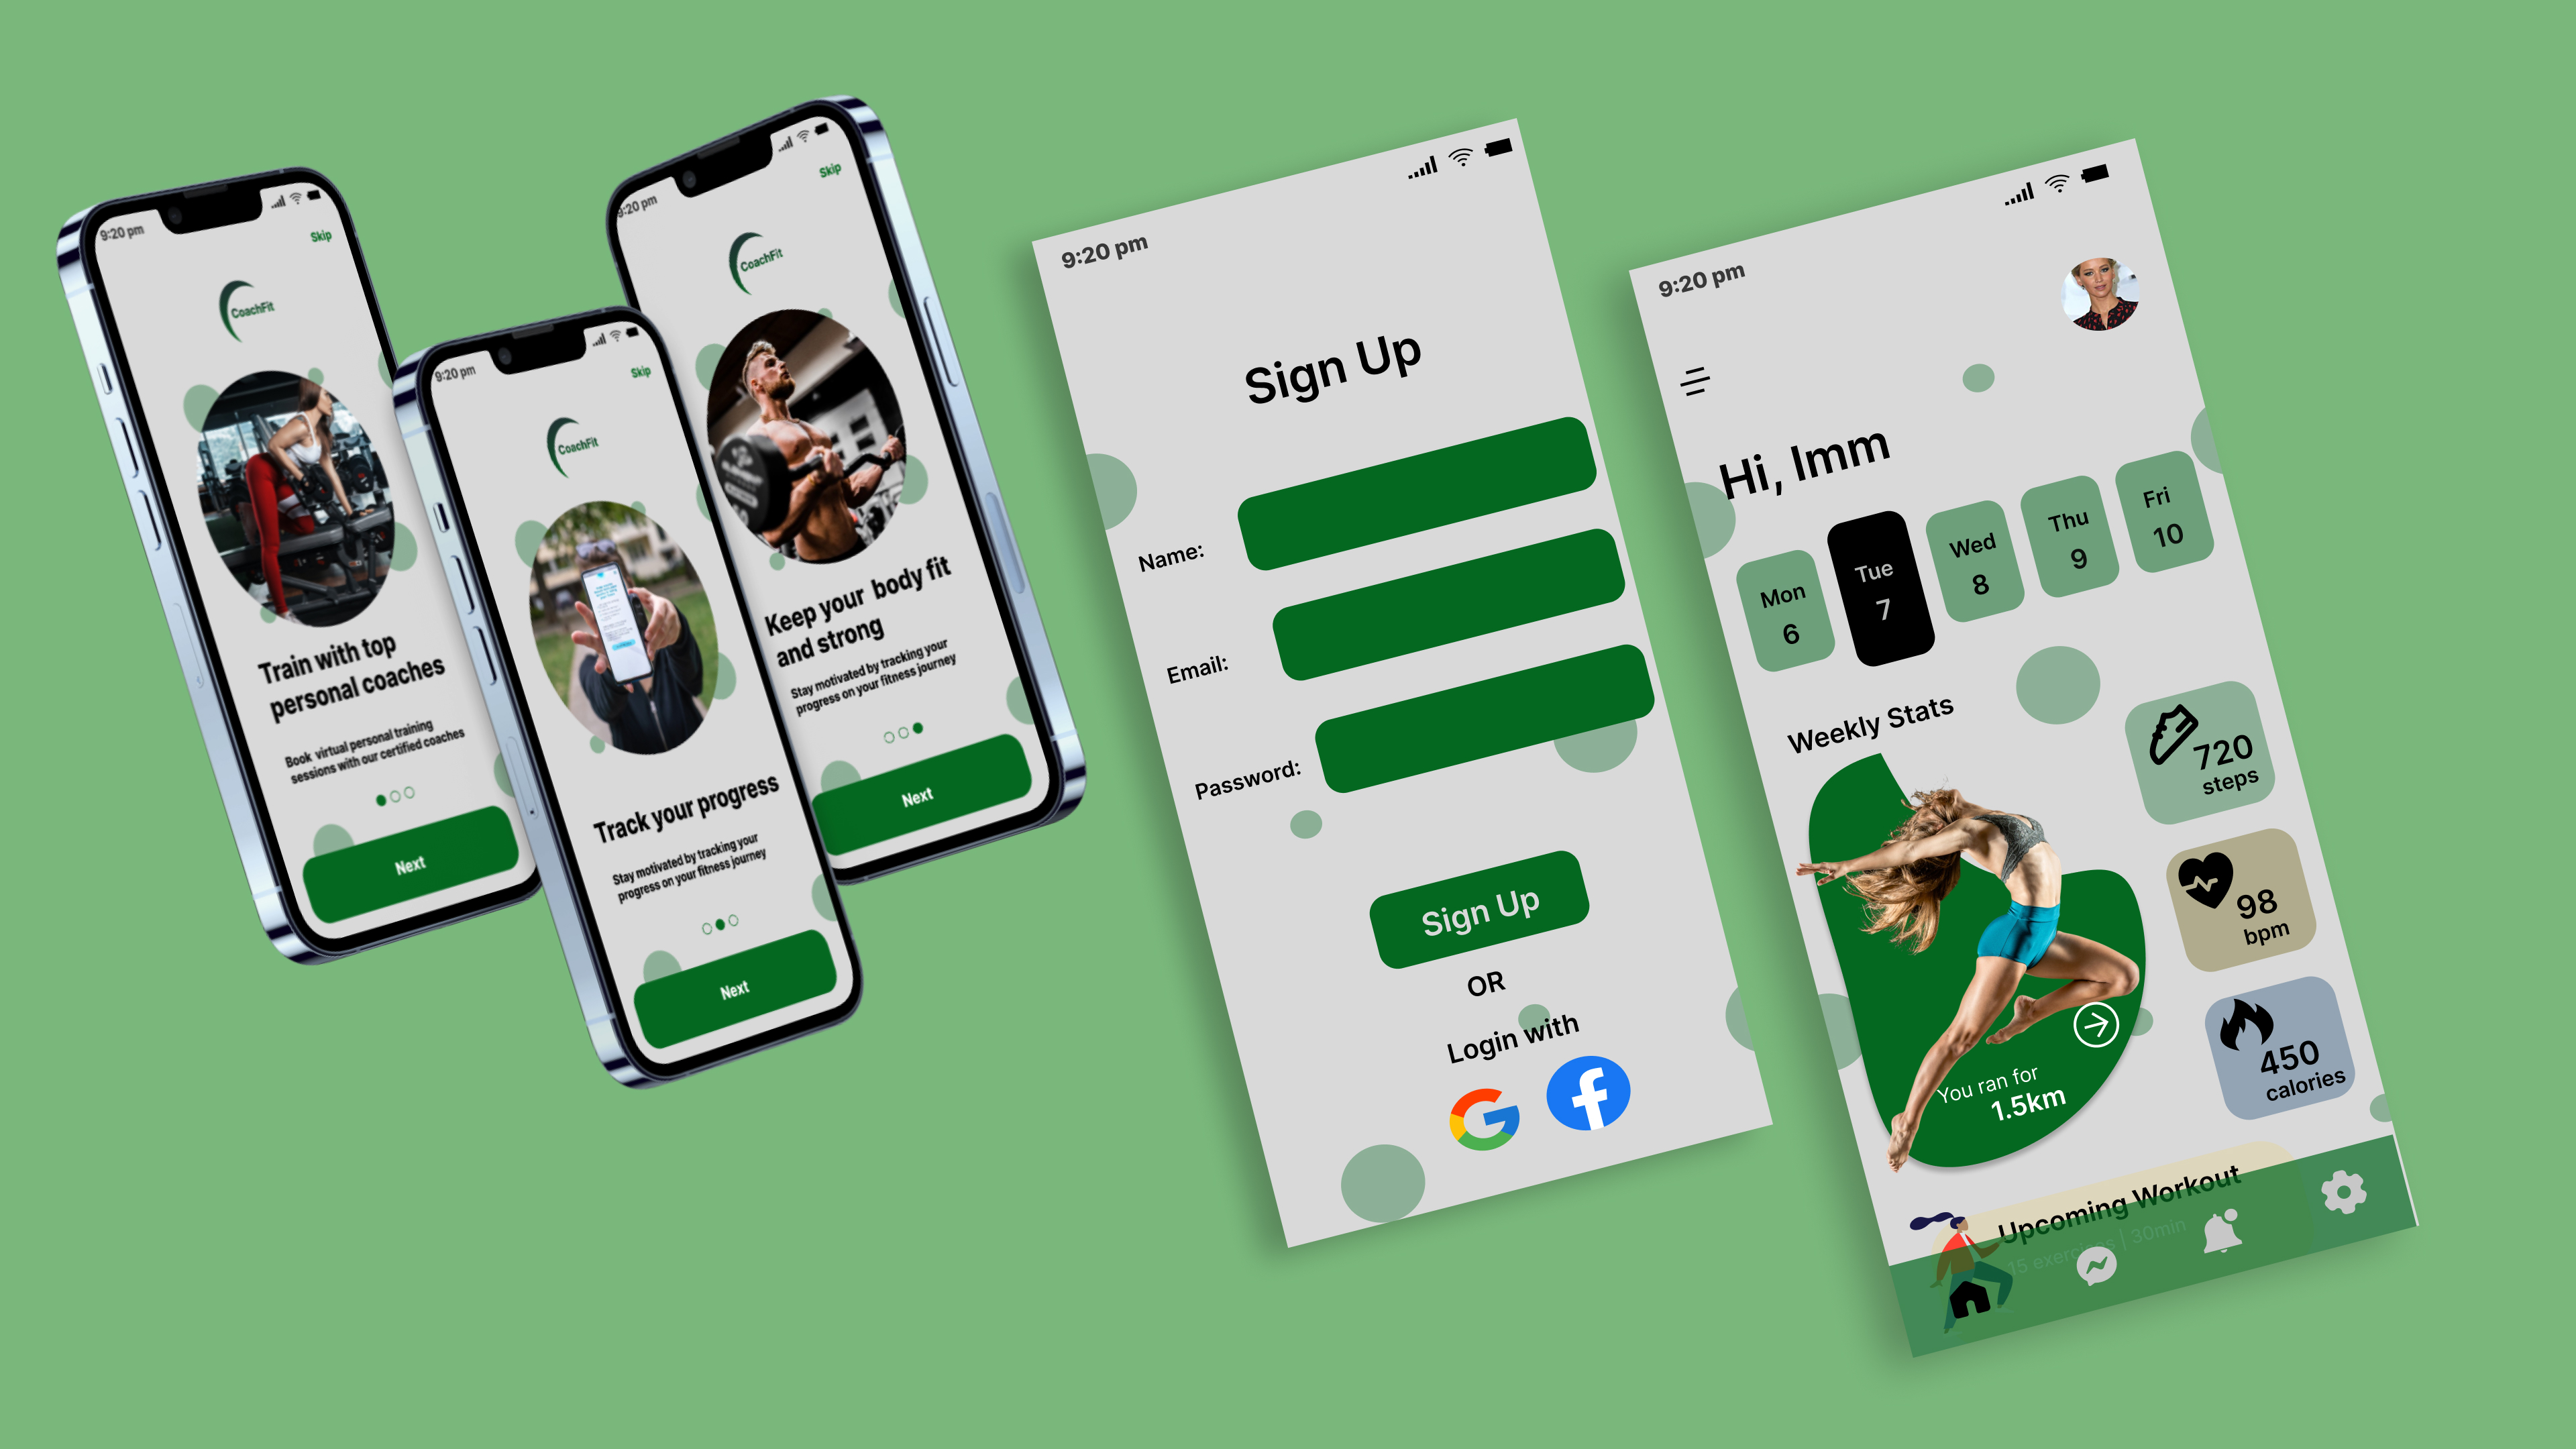 9:20 pm
Skip
CoachFit
Train with top
personal coaches
Book virtual personal training
sessions with our certified coaches
Next
9:20 pm
Skip
CoachFit
Track your progress
Stay motivated by tracking your
progress on your fitness journey
Next
9:20 pm
Skip
CoachFit
Keep your body fit
and strong
Stay motivated by tracking your
progress on your fitness journey
Next
9:20 pm
Sign Up
Name:
Email:
Password:
Sign Up
OR
Login with
9:20 pm
Hi, Imm
Mon
6
Tue
7
Wed
8
Thu
9
Fri
10
Weekly Stats
720
steps
98
bpm
450
calories
You ran for
1.5km
Upcoming Workout
15 exercises | 30min